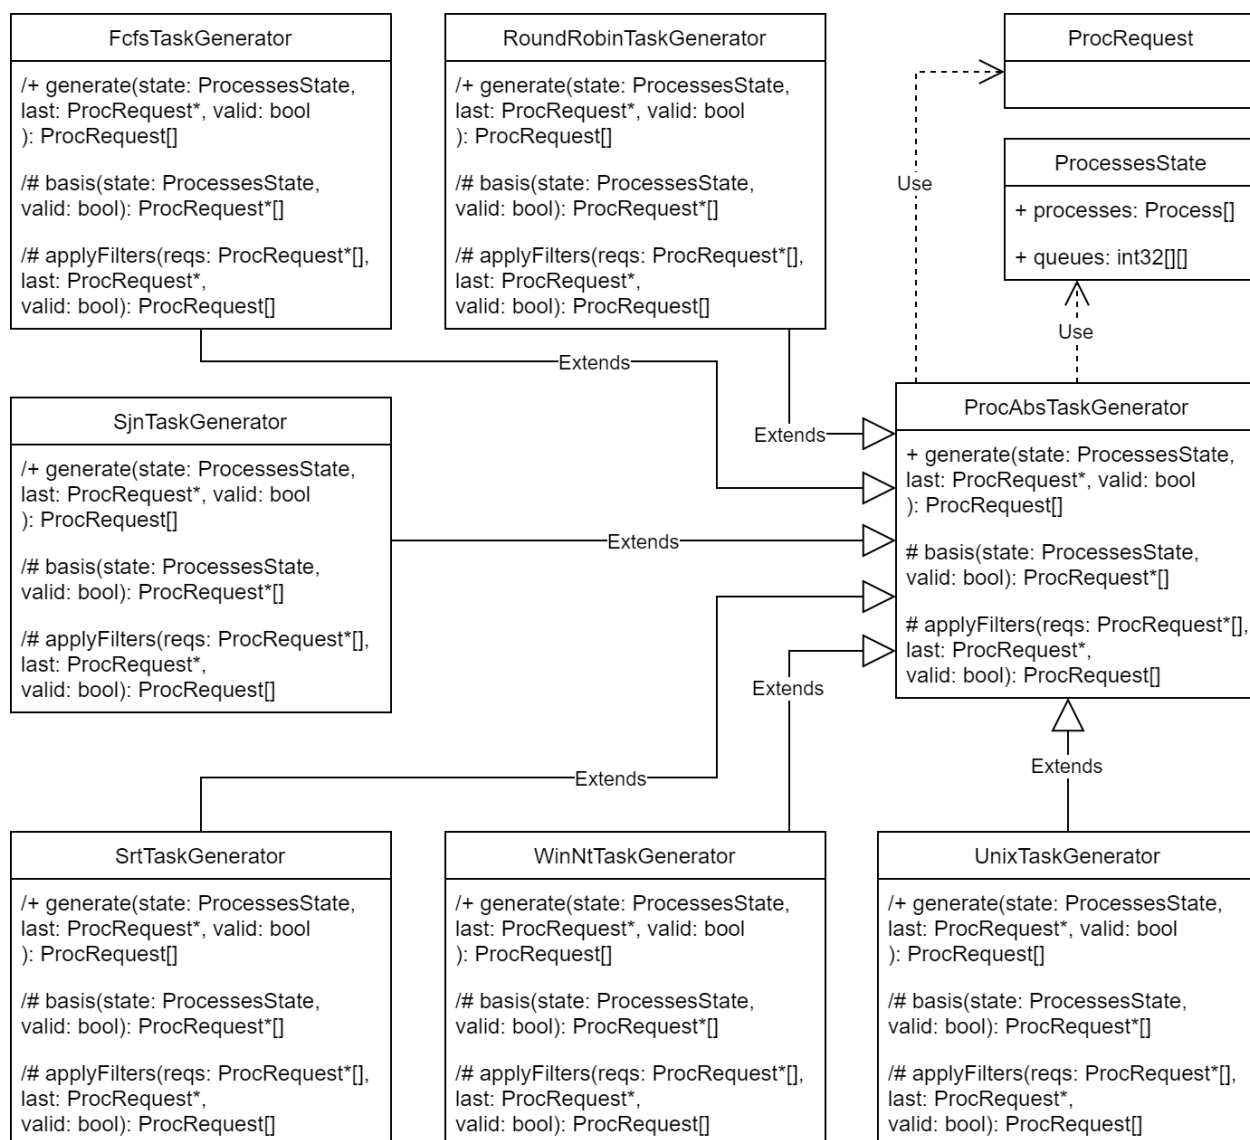 FcfsTaskGenerator
/+ generate(state: ProcessesState,
last: ProcRequest*, valid: bool
): ProcRequest[]
/# basis(state: ProcessesState,
valid: bool): ProcRequest*[]
/# applyFilters(reqs: ProcRequest*[],
last: ProcRequest*,
valid: bool): ProcRequest[]
RoundRobinTaskGenerator
/+ generate(state: ProcessesState,
last: ProcRequest*, valid: bool
): ProcRequest[]
/# basis(state: ProcessesState,
valid: bool): ProcRequest*[]
/# applyFilters(reqs: ProcRequest*[],
last: ProcRequest*,
valid: bool): ProcRequest[]
ProcRequest
Use
ProcessesState
+ processes: Process[]
+ queues: int32[][]
Use
Extends
Extends
SjnTaskGenerator
/+ generate(state: ProcessesState,
last: ProcRequest*, valid: bool
): ProcRequest[]
/# basis(state: ProcessesState,
valid: bool): ProcRequest*[]
/# applyFilters(reqs: ProcRequest*[],
last: ProcRequest*,
valid: bool): ProcRequest[]
Extends
ProcAbsTaskGenerator
+ generate(state: ProcessesState,
last: ProcRequest*, valid: bool
): ProcRequest[]
# basis(state: ProcessesState,
valid: bool): ProcRequest*[]
# applyFilters(reqs: ProcRequest*[],
last: ProcRequest*,
valid: bool): ProcRequest[]
Extends
Extends
Extends
SrtTaskGenerator
/+ generate(state: ProcessesState,
last: ProcRequest*, valid: bool
): ProcRequest[]
/# basis(state: ProcessesState,
valid: bool): ProcRequest*[]
/# applyFilters(reqs: ProcRequest*[],
last: ProcRequest*,
valid: bool): ProcRequest[]
WinNtTaskGenerator
/+ generate(state: ProcessesState,
last: ProcRequest*, valid: bool
): ProcRequest[]
/# basis(state: ProcessesState,
valid: bool): ProcRequest*[]
/# applyFilters(reqs: ProcRequest*[],
last: ProcRequest*,
valid: bool): ProcRequest[]
UnixTaskGenerator
/+ generate(state: ProcessesState,
last: ProcRequest*, valid: bool
): ProcRequest[]
/# basis(state: ProcessesState,
valid: bool): ProcRequest*[]
/# applyFilters(reqs: ProcRequest*[],
last: ProcRequest*,
valid: bool): ProcRequest[]